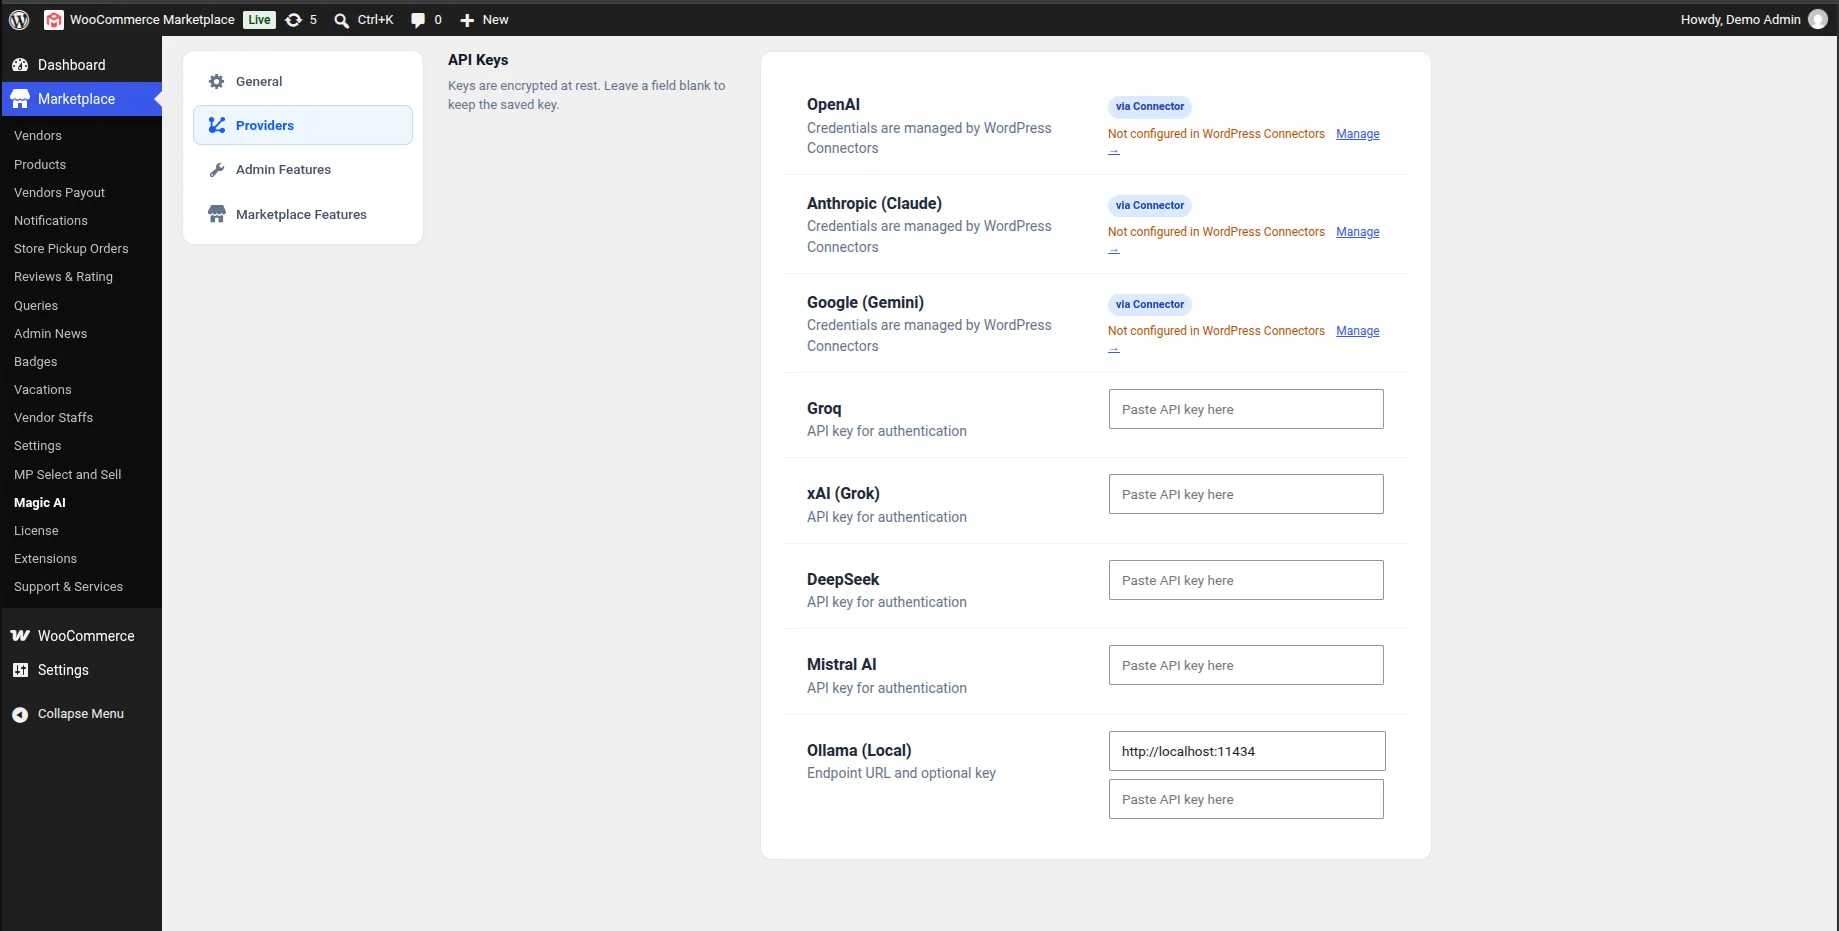 WooCommerce Marketplace Live 5 Ctrl+K 0 New Howdy, Demo Admin
Dashboard
Marketplace
Vendors
Products
Vendors Payout
Notifications
Store Pickup Orders
Reviews & Rating
Queries
Admin News
Badges
Vacations
Vendor Staffs
Settings
MP Select and Sell
Magic AI
License
Extensions
Support & Services
WooCommerce
Settings
Collapse Menu
General
Providers
Admin Features
Marketplace Features
API Keys
Keys are encrypted at rest. Leave a field blank to
keep the saved key.
OpenAI
Credentials are managed by WordPress
Connectors
via Connector
Not configured in WordPress Connectors Manage
→
Anthropic (Claude)
Credentials are managed by WordPress
Connectors
via Connector
Not configured in WordPress Connectors Manage
→
Google (Gemini)
Credentials are managed by WordPress
Connectors
via Connector
Not configured in WordPress Connectors Manage
→
Groq
API key for authentication
Paste API key here
xAI (Grok)
API key for authentication
Paste API key here
DeepSeek
API key for authentication
Paste API key here
Mistral AI
API key for authentication
Paste API key here
Ollama (Local)
Endpoint URL and optional key
http://localhost:11434
Paste API key here